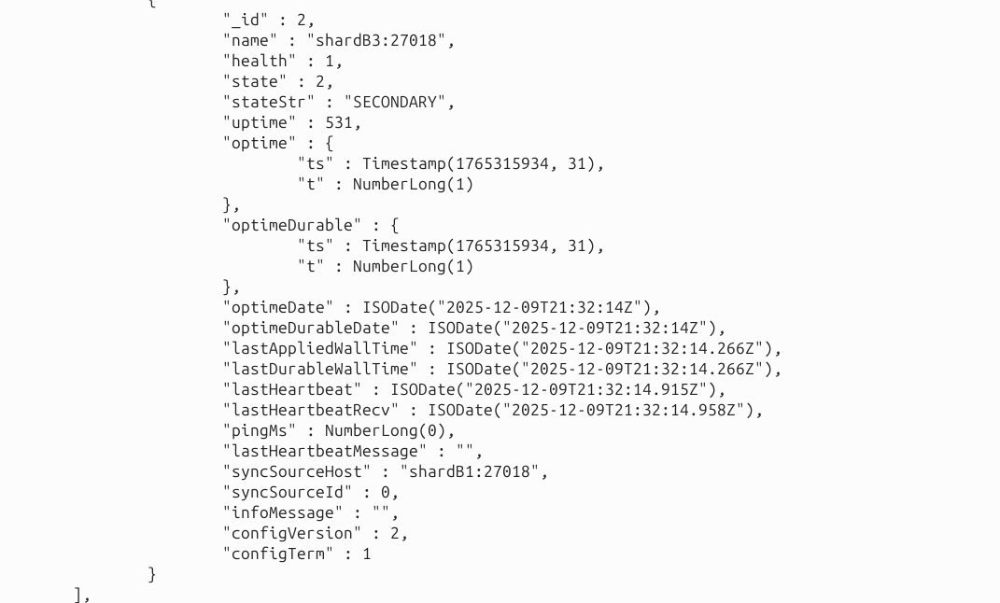 {
"_id" : 2,
"name" : "shardB3:27018",
"health" : 1,
"state" : 2,
"stateStr" : "SECONDARY",
"uptime" : 531,
"optime" : {
"ts" : Timestamp(1765315934, 31),
"t" : NumberLong(1)
},
"optimeDurable" : {
"ts" : Timestamp(1765315934, 31),
"t" : NumberLong(1)
},
"optimeDate" : ISODate("2025-12-09T21:32:14Z"),
"optimeDurableDate" : ISODate("2025-12-09T21:32:14Z"),
"lastAppliedWallTime" : ISODate("2025-12-09T21:32:14.266Z"),
"lastDurableWallTime" : ISODate("2025-12-09T21:32:14.266Z"),
"lastHeartbeat" : ISODate("2025-12-09T21:32:14.915Z"),
"lastHeartbeatRecv" : ISODate("2025-12-09T21:32:14.958Z"),
"pingMs" : NumberLong(0),
"lastHeartbeatMessage" : "",
"syncSourceHost" : "shardB1:27018",
"syncSourceId" : 0,
"infoMessage" : "",
"configVersion" : 2,
"configTerm" : 1
}
],